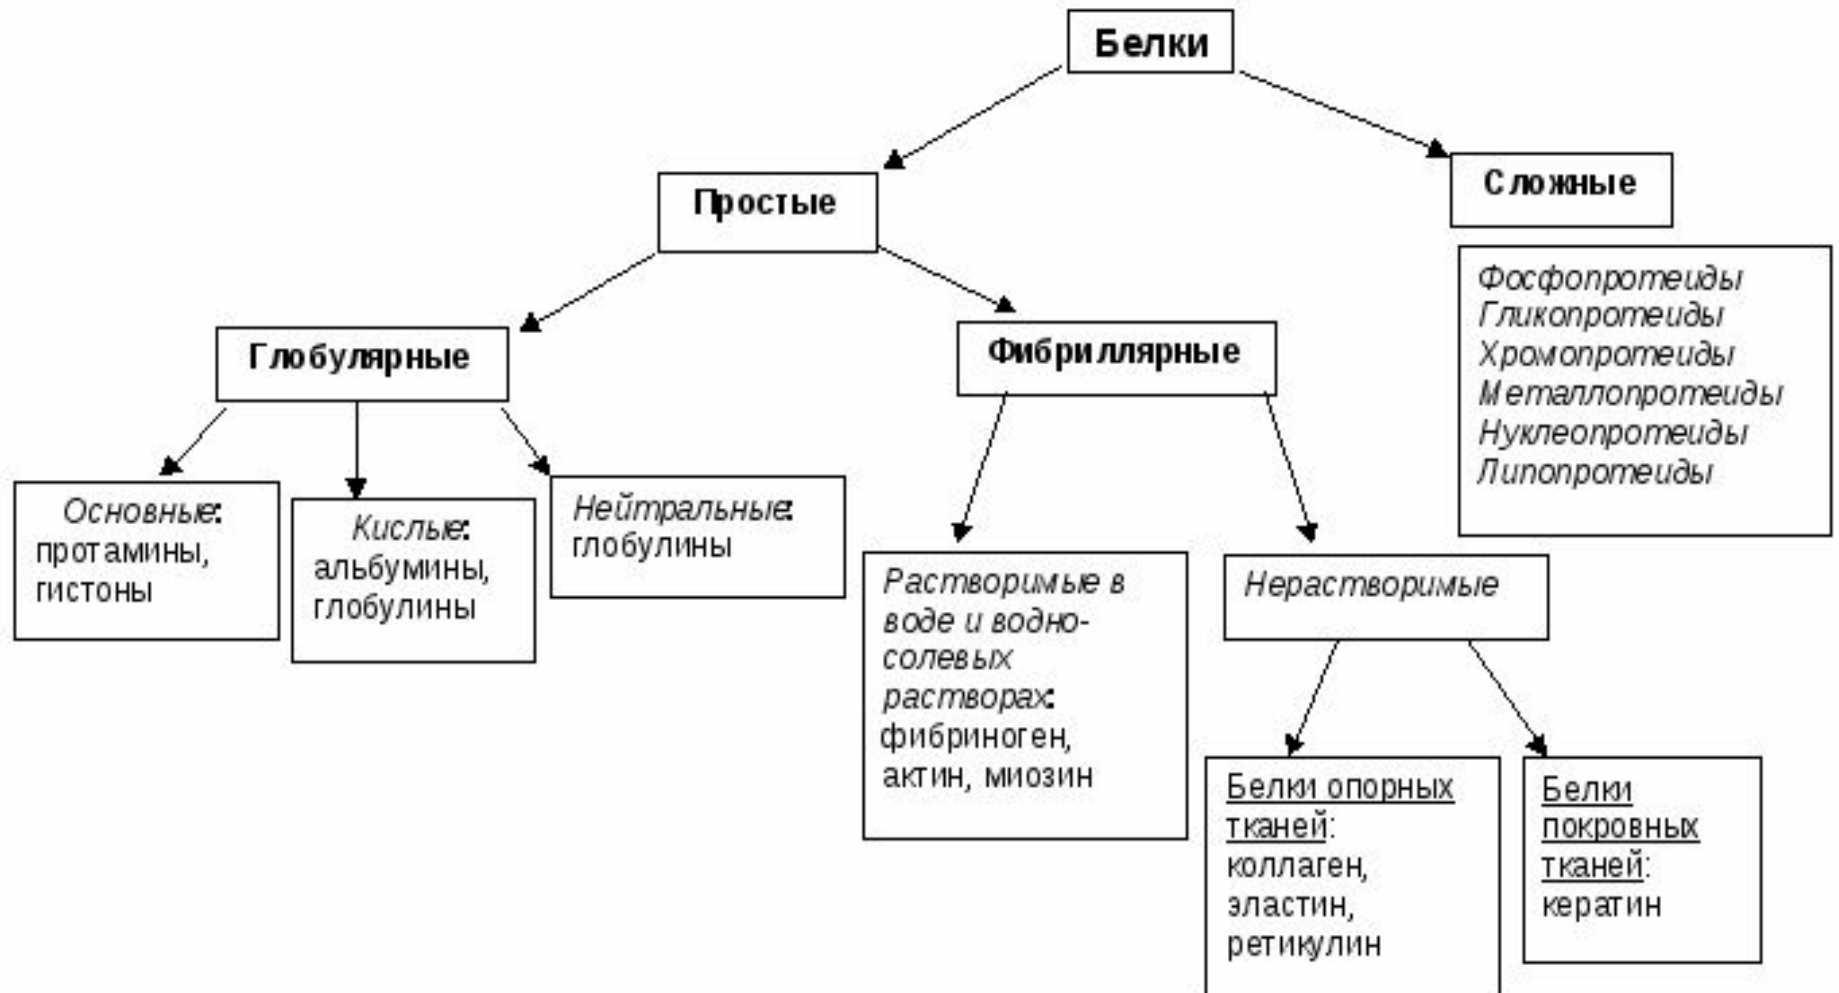 Белки
Простые
Сложные
Фосфопротеиды
Гликопротеиды
Хромопротеиды
Металлопротеиды
Нуклеопротеиды
Липопротеиды
Глобулярные
Фибриллярные
Основные:
протамины,
гистоны
Кислые:
альбумины,
глобулины
Нейтральные:
глобулины
Растворимые в
воде и водно-
солевых
растворах:
фибриноген,
актин, миозин
Нерастворимые
Белки опорных
тканей:
коллаген,
эластин,
ретикулин
Белки
покровных
тканей:
кератин